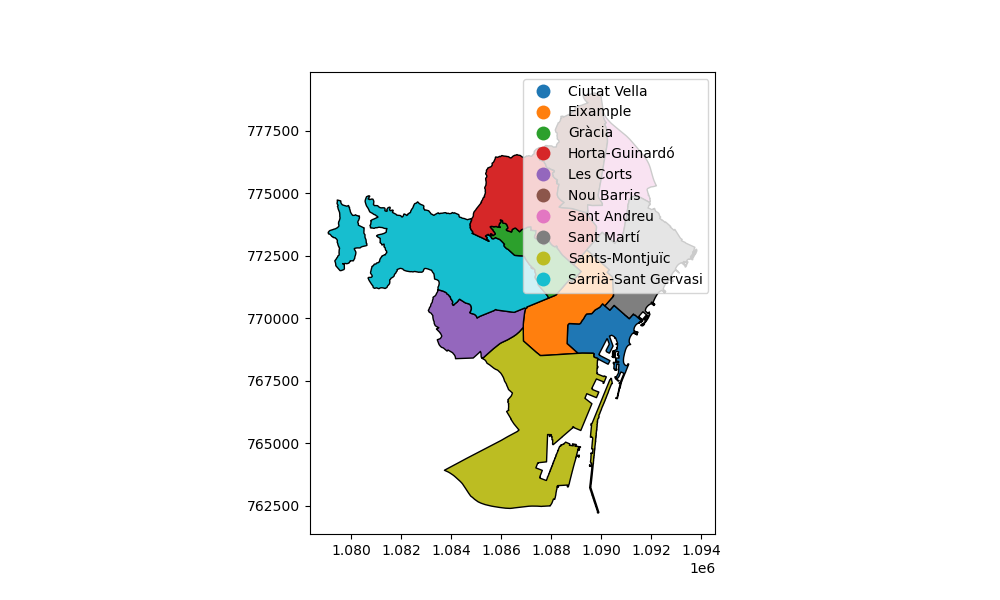 777500
775000
772500
770000
767500
765000
762500
1.080 1.082 1.084 1.086 1.088 1.090 1.092 1.094
1e6
Ciutat Vella
Eixample
Gràcia
Horta-Guinardó
Les Corts
Nou Barris
Sant Andreu
Sant Martí
Sants-Montjuïc
Sarrià-Sant Gervasi